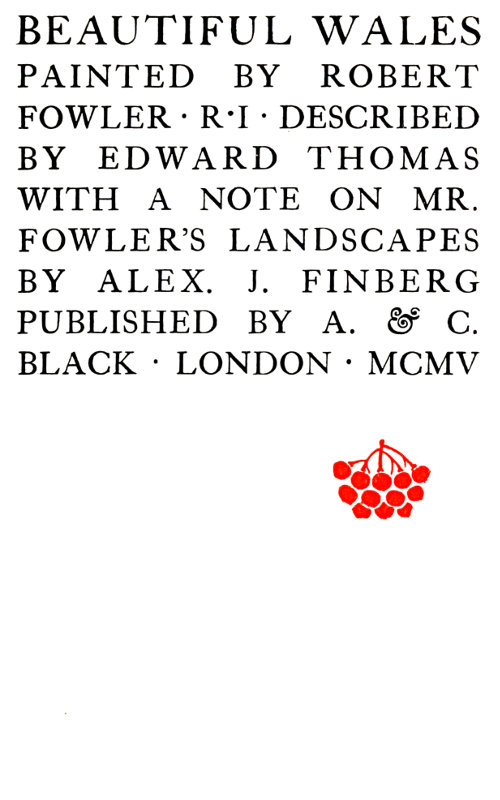 BEAUTIFUL WALES
PAINTED BY ROBERT
FOWLER · R·I · DESCRIBED
BY EDWARD THOMAS
WITH A NOTE ON MR.
FOWLER'S LANDSCAPES
BY ALEX. J. FINBERG
PUBLISHED BY A. & C.
BLACK · LONDON · MCMV